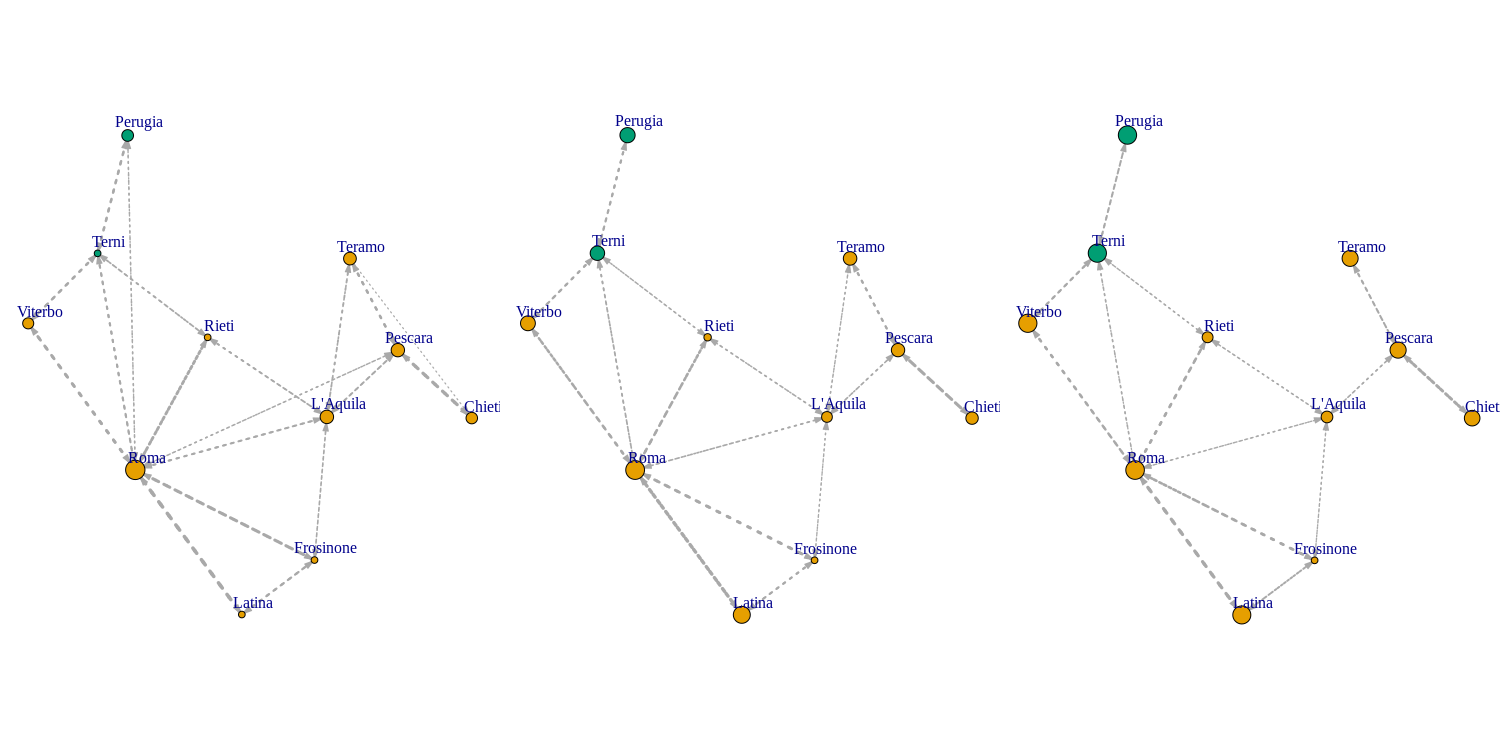 Perugia
Terni
Teramo
Viterbo
Rieti
Pescara
L'Aquila
Chieti
Roma
Frosinone
Latina
Perugia
Terni
Teramo
Viterbo
Rieti
Pescara
L'Aquila
Chieti
Roma
Frosinone
Latina
Perugia
Terni
Teramo
Viterbo
Rieti
Pescara
L'Aquila
Chiet
Roma
Frosinone
Latina